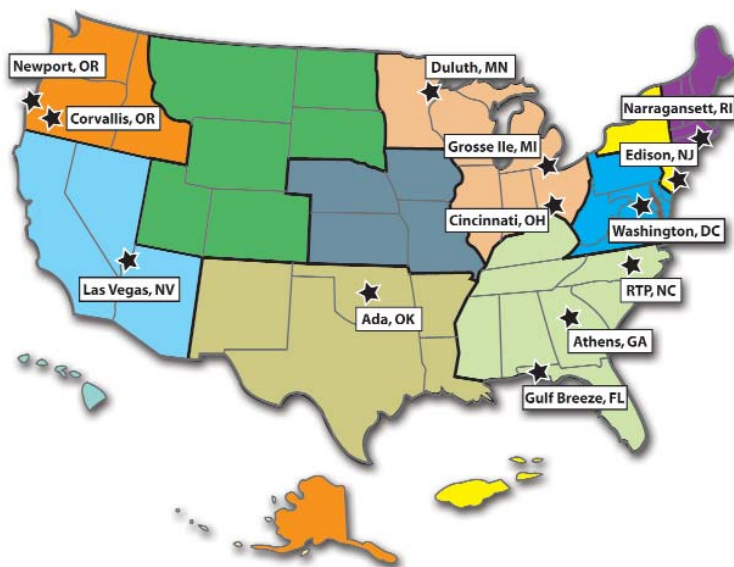 Newport, OR
Duluth, MN
Corvallis, OR
Narragansett, RI
Grosse Ile, MI
Edison, NJ
Cincinnati, OH
Washington, DC
Las Vegas, NV
RTP, NC
Ada, OK
Athens, GA
Gulf Breeze, FL